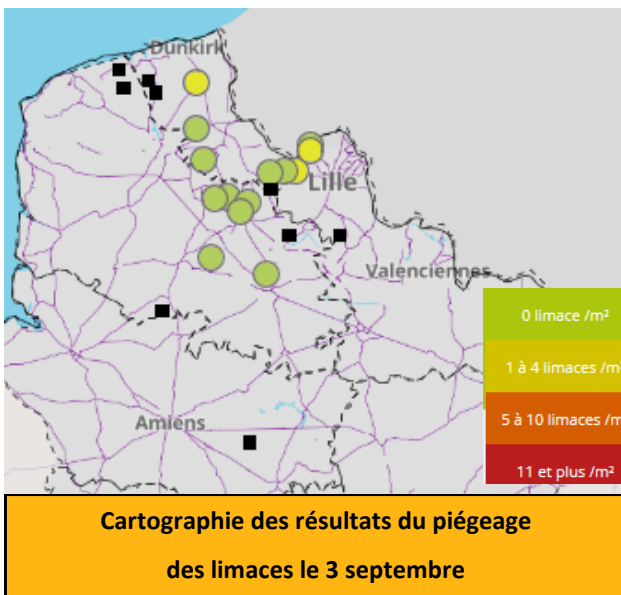 Dunkirk
Lille
Valenciennes
0 limace /m²
1 à 4 limaces /m²
Amiens
5 à 10 limaces /m
11 et plus /m²
Cartographie des résultats du piégeage
des limaces le 3 septembre